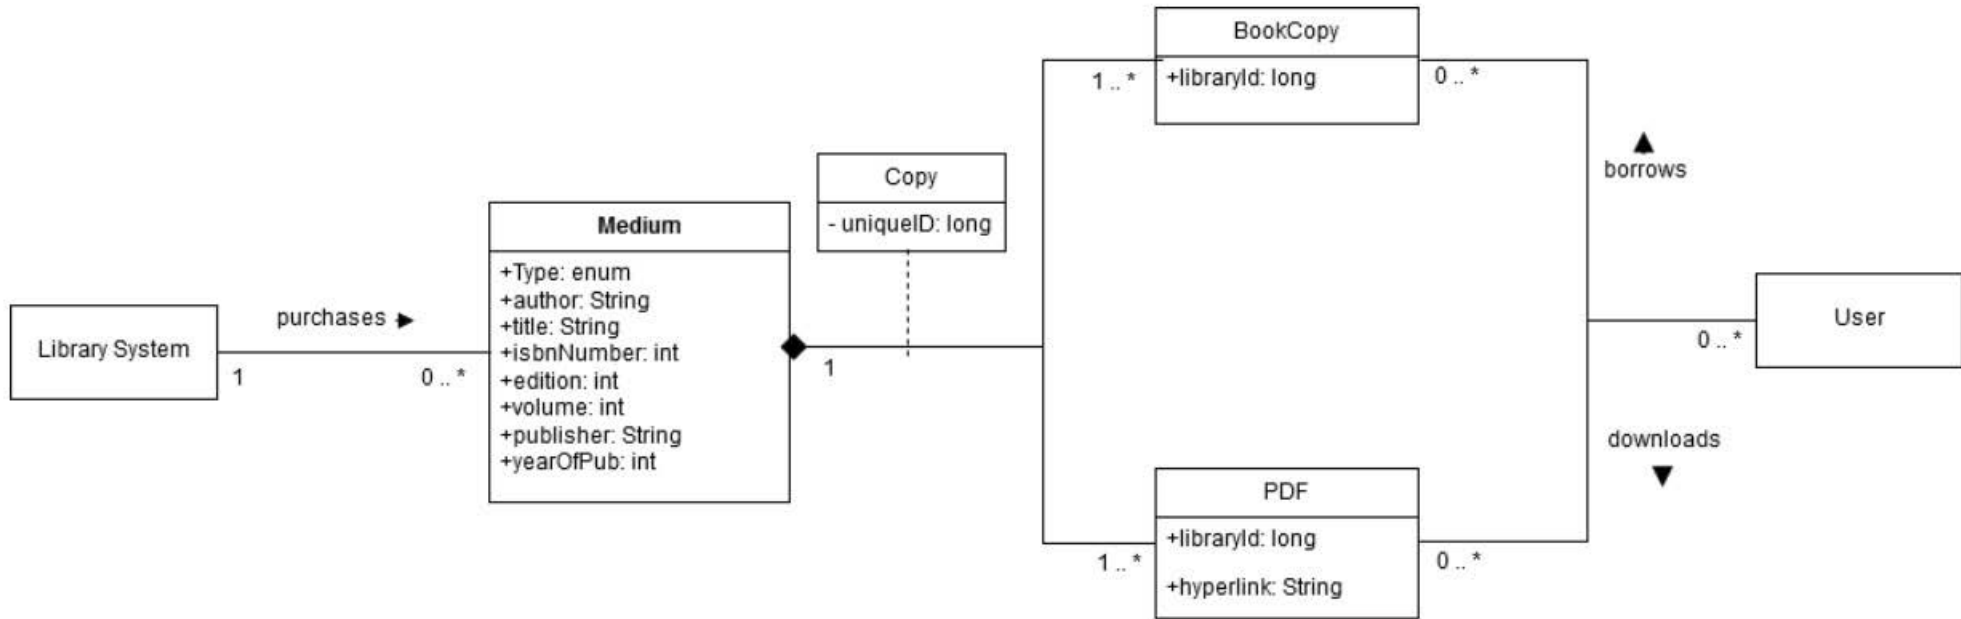 Library System
purchases
1
0 .. *
Medium
+Type: enum
+author: String
+title: String
+isbnNumber: int
+edition: int
+volume: int
+publisher: String
+yearOfPub: int
1
Copy
- uniqueID: long
1 .. *
BookCopy
+libraryId: long
0 .. *
1 .. *
PDF
+libraryId: long
+hyperlink: String
0 .. *
borrows
downloads
0 .. *
User